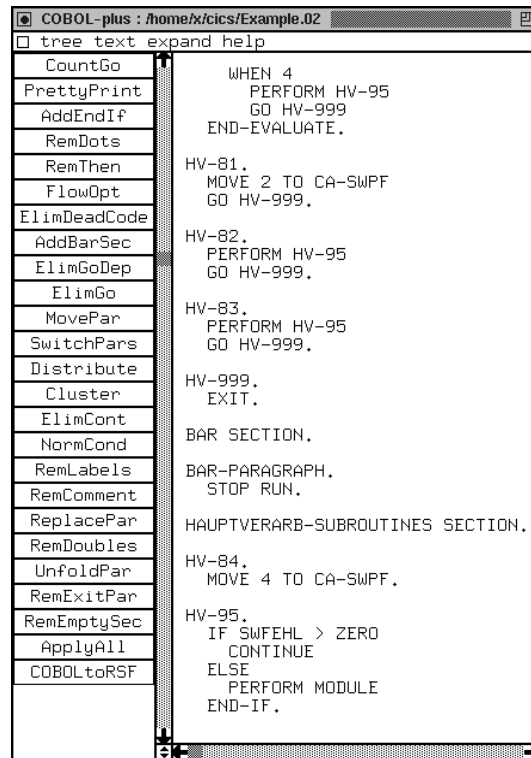 COBOL-plus : /home/x/cics/Example.02
tree text expand help
CountGo
PrettyPrint
AddEndIf
RemDots
RemThen
FlowOpt
ElimDeadCode
AddBarSec
ElimGoDep
ElimGo
MovePar
SwitchPars
Distribute
Cluster
ElimCont
NormCond
RemLabels
RemComment
ReplacePar
RemDoubles
UnfoldPar
RemExitPar
RemEmptySec
ApplyAll
COBOLtoRSF
WHEN 4
PERFORM HV-95
GO HV-999
END-EVALUATE.
HV-81.
MOVE 2 TO CA-SWPF
GO HV-999.
HV-82.
PERFORM HV-95
GO HV-999.
HV-83.
PERFORM HV-95
GO HV-999.
HV-999.
EXIT.
BAR SECTION.
BAR-PARAGRAPH.
STOP RUN.
HAUPTVERARB-SUBROUTINES SECTION.
HV-84.
MOVE 4 TO CA-SWPF.
HV-95.
IF SWFEHL > ZERO
CONTINUE
ELSE
PERFORM MODULE
END-IF.